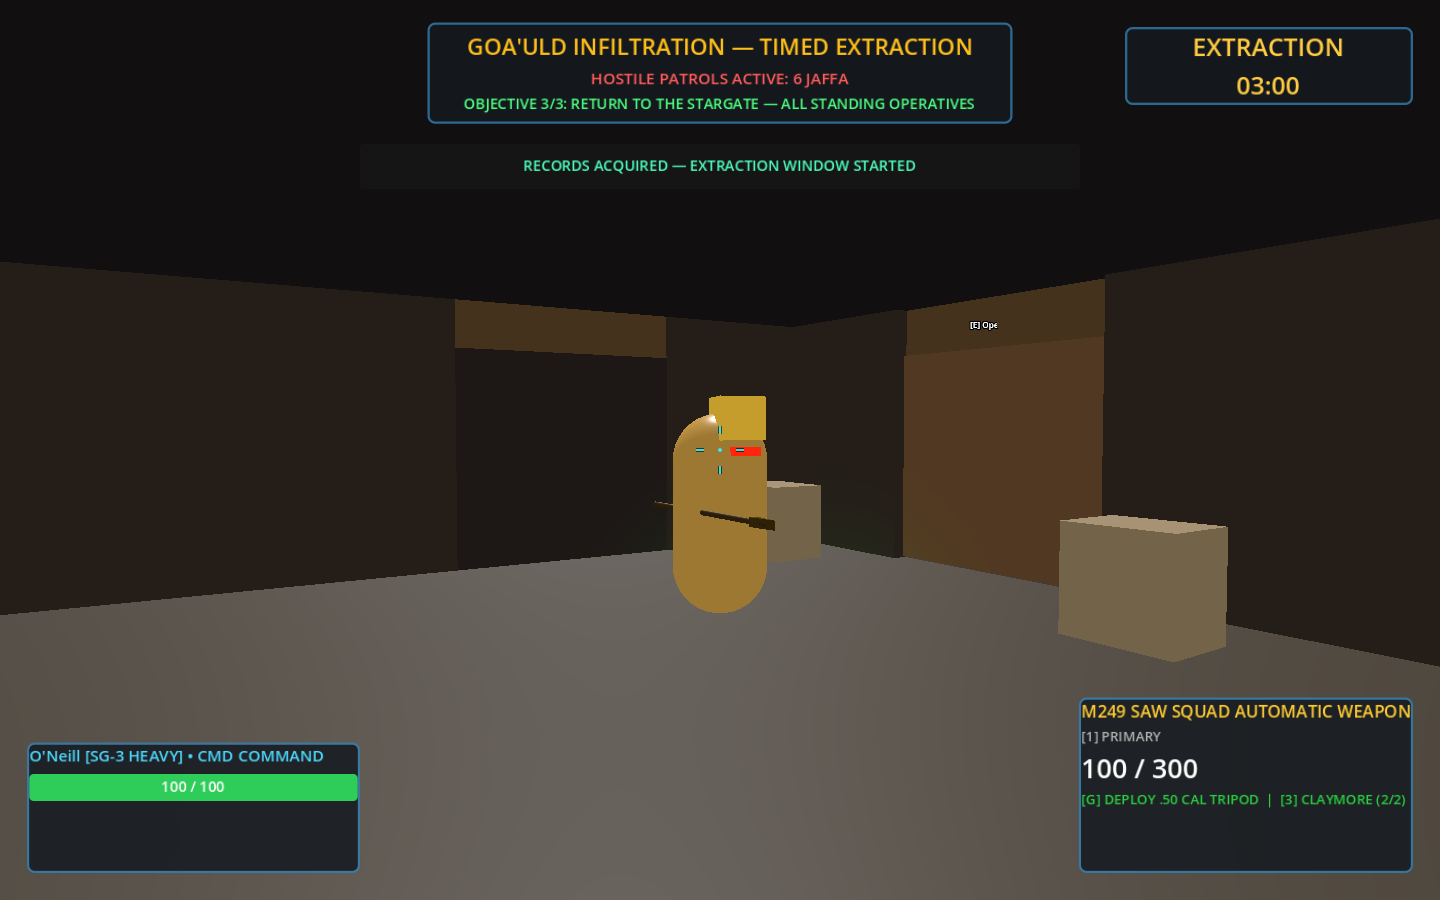 GOA'ULD INFILTRATION — TIMED EXTRACTION
HOSTILE PATROLS ACTIVE: 6 JAFFA
OBJECTIVE 3/3: RETURN TO THE STARGATE — ALL STANDING OPERATIVES
EXTRACTION
03:00
RECORDS ACQUIRED — EXTRACTION WINDOW STARTED
[E] Ope
O'Neill [SG-3 HEAVY] • CMD COMMAND
100 / 100
M249 SAW SQUAD AUTOMATIC WEAPON
[1] PRIMARY
100 / 300
[G] DEPLOY .50 CAL TRIPOD | [3] CLAYMORE (2/2)